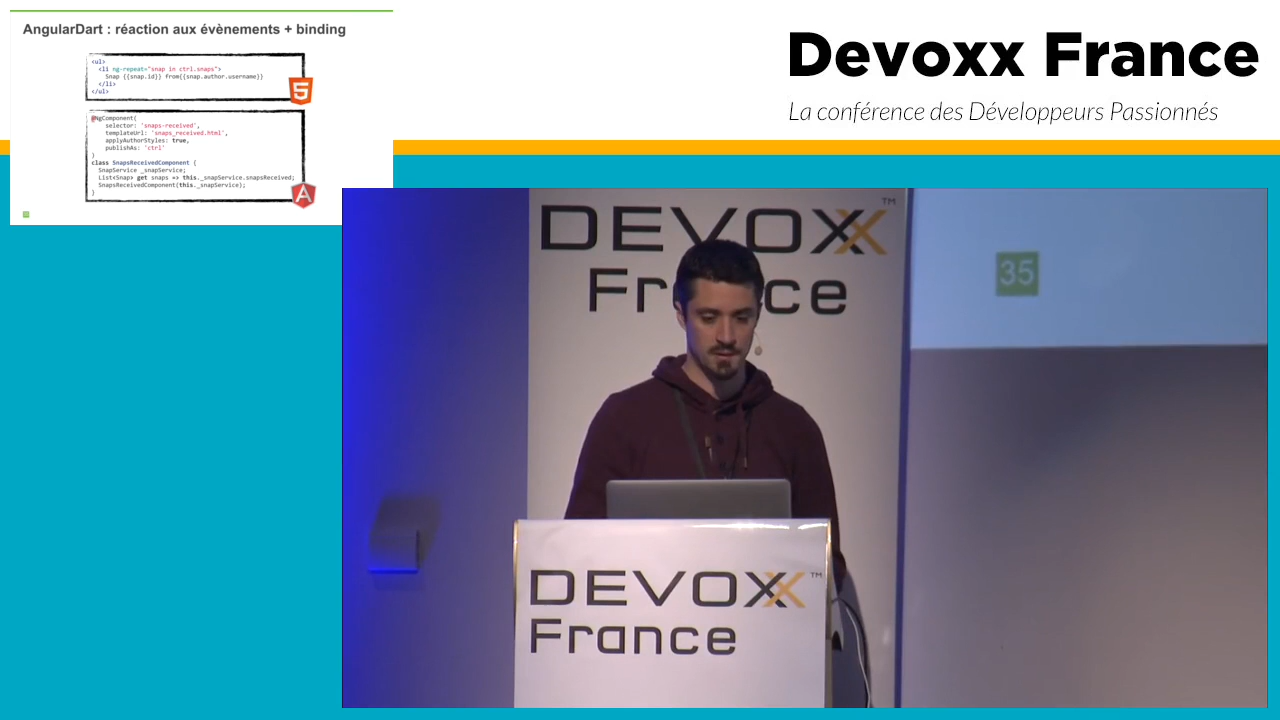 AngularDart : réaction aux évènements + binding
<ul>
<li ng-repeat="snap in ctrl.snaps">
Snap {{snap.id}} from{{snap.author.username}}
</li>
</ul>
@NgComponent(
selector: 'snaps-received',
templateUrl: 'snaps_received.html',
applyAuthorStyles: true,
publishAs: 'ctrl'
)
class SnapsReceivedComponent {
SnapService _snapService;
List<Snap> get snaps => this._snapService.snapsReceived;
SnapsReceivedComponent(this._snapService);
}
Devoxx France
La conférence des Développeurs Passionnés
DEVOXX™
France
35
DEVOXX™
France